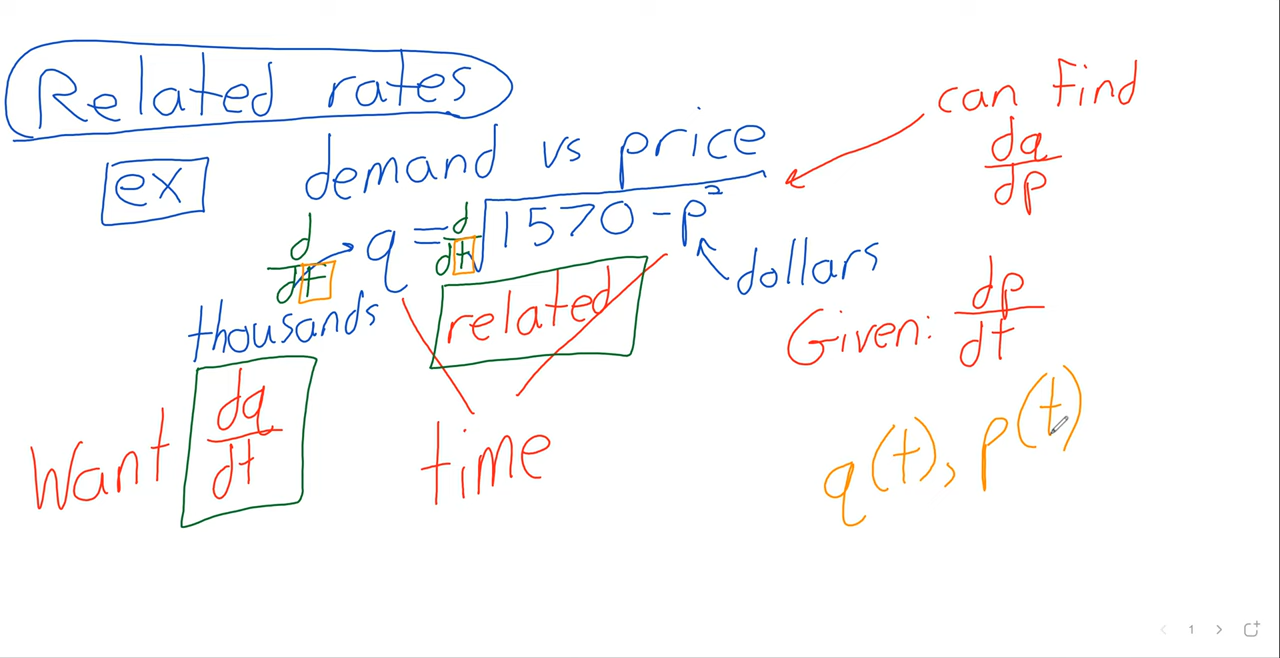 Related rates
can find
dq/dp
ex demand vs price
d/dt q = d/dt √1570 - p²
thousands
dollars
related
Given: dp/dt
Want dq/dt
time
q(t), p(t)
1